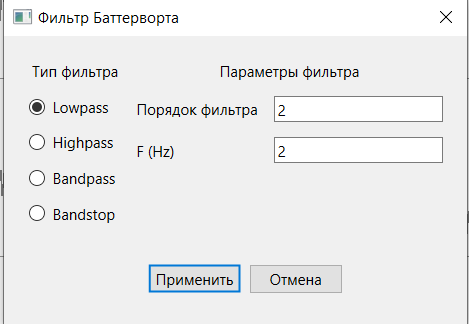 Фильтр Баттерворта
Тип фильтра
Параметры фильтра
Lowpass
Порядок фильтра
2
Highpass
F (Hz)
2
Bandpass
Bandstop
Применить
Отмена